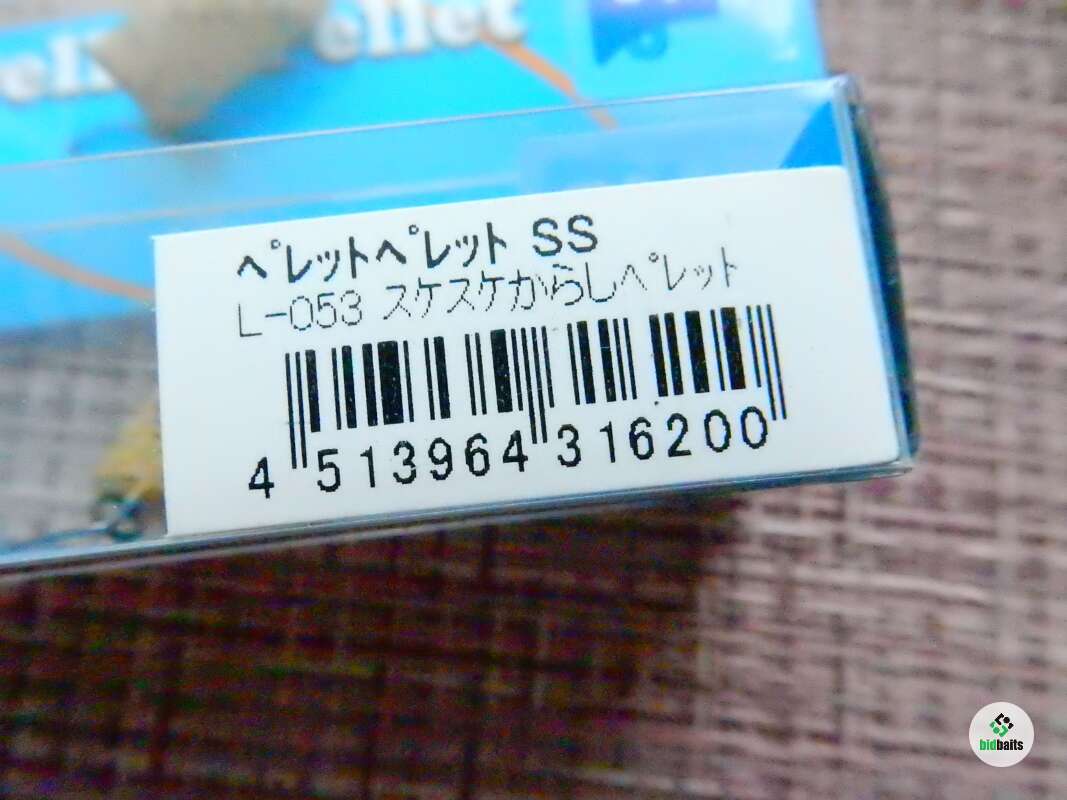 ellet
ﾍﾟﾚｯﾄﾍﾟﾚｯﾄ SS
L-053 ｽｹｽｹからしﾍﾟﾚｯﾄ
4 513964 316200
bidbaits